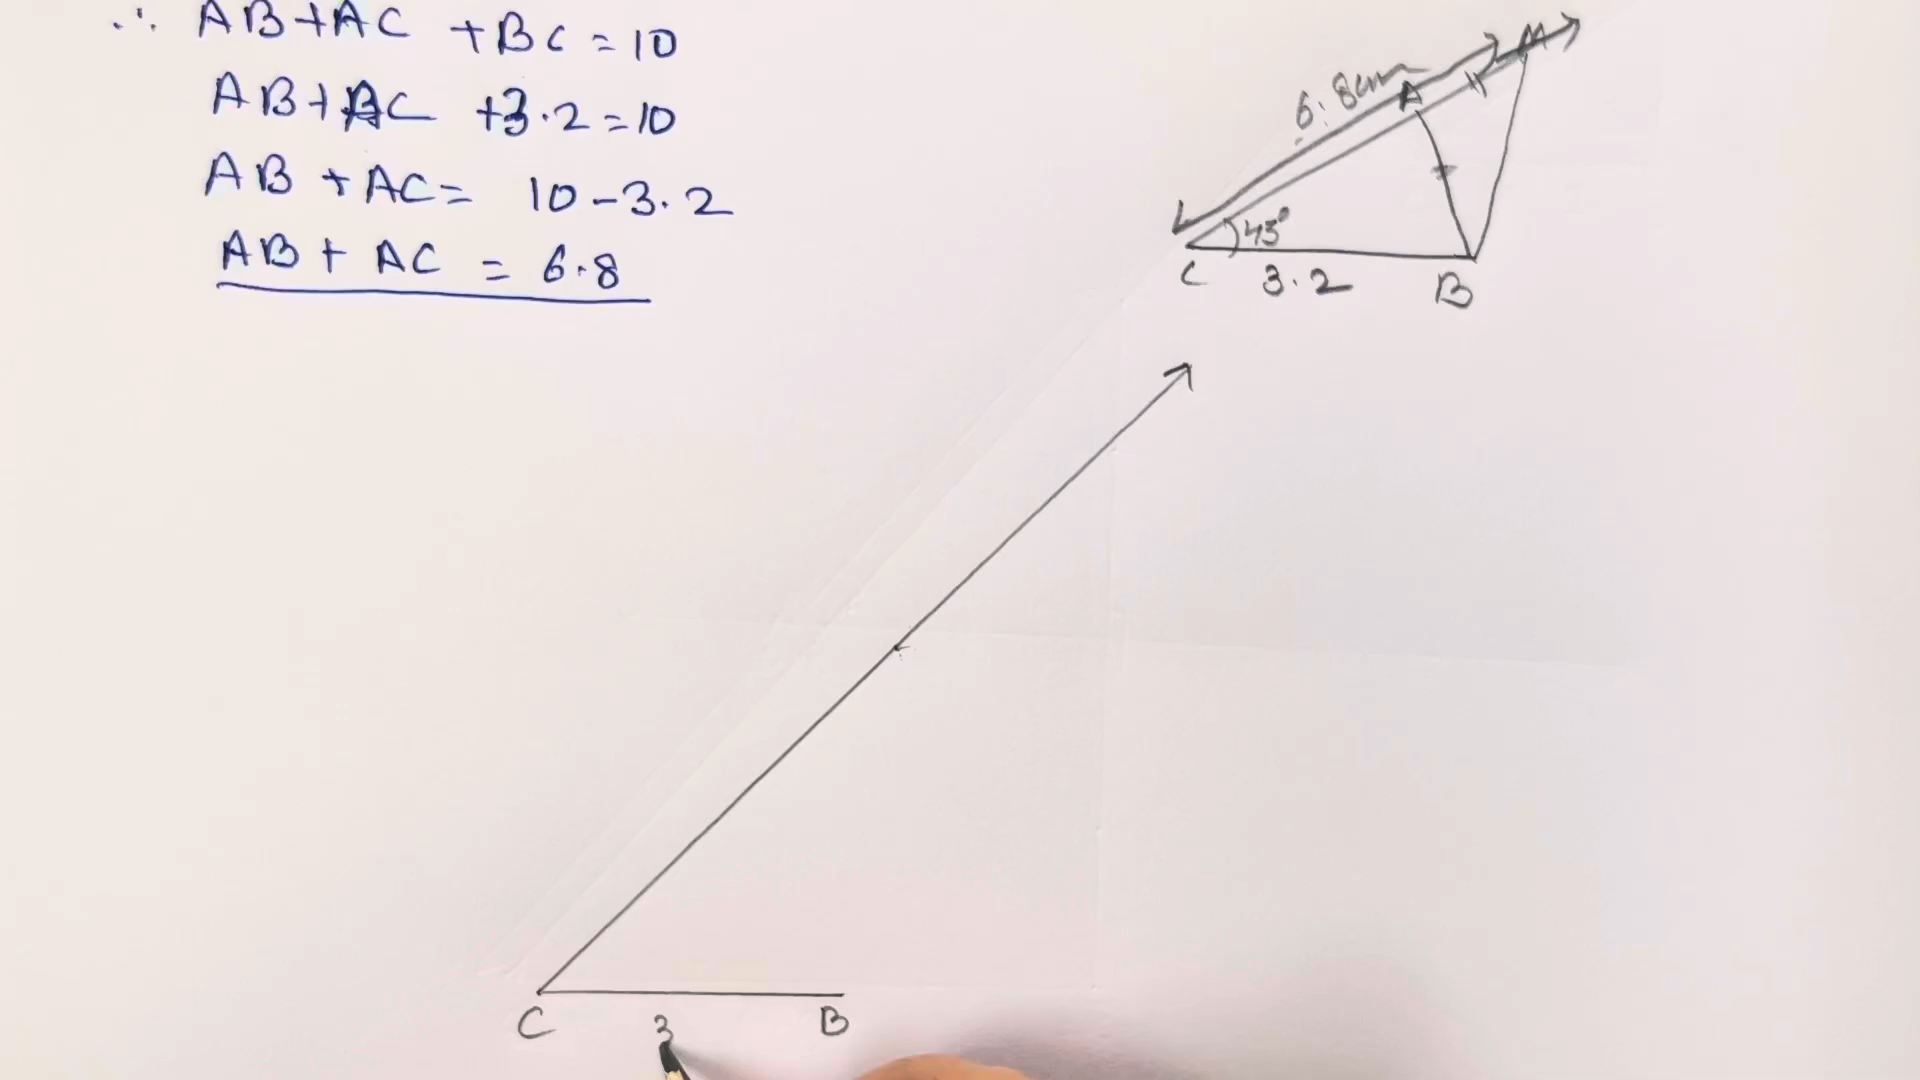 ∴ AB+AC +BC = 10
AB+AC +3.2 = 10
AB + AC = 10 - 3.2
AB + AC = 6.8
6.8cm A M
45°
C 3.2 B
C 3 B